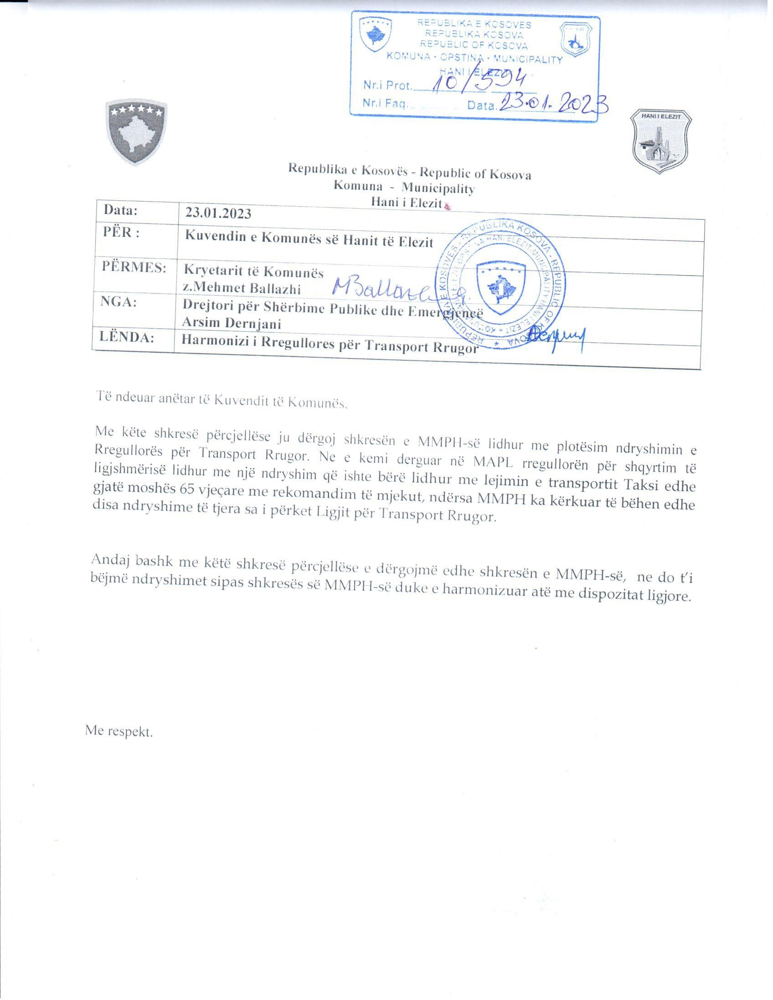 REPUBLIKA E KOSOVES
REPUBLIKA KOSOVA
REPUBLIC OF KOSOVA
KOMUNA - OPSTINA - MUNICIPALITY
HANI I ELEZIT
Nr.i Prot. 10/594
Nr.i Faq. Data. 23.01.2023
HANI I ELEZIT
Republika e Kosovës - Republic of Kosova
Komuna - Municipality
Hani i Elezit
Data: 23.01.2023
PËR : Kuvendin e Komunës së Hanit të Elezit
PËRMES: Kryetarit të Komunës
z.Mehmet Ballazhi
NGA: Drejtori për Shërbime Publike dhe Emergjencë
Arsim Dernjani
LËNDA: Harmonizi i Rregullores për Transport Rrugor
REPUBLIKA E KOSOVES - REPUBLIKA KOSOVA - REPUBLIC OF KOSOVA
Të ndeuar anëtar të Kuvendit të Komunës.
Me këte shkresë përcjellëse ju dërgoj shkresën e MMPH-së lidhur me plotësim ndryshimin e
Rregullorës për Transport Rrugor. Ne e kemi derguar në MAPL rregullorën për shqyrtim të
ligjshmërisë lidhur me një ndryshim që ishte bërë lidhur me lejimin e transportit Taksi edhe
gjatë moshës 65 vjeçare me rekomandim të mjekut, ndërsa MMPH ka kërkuar të bëhen edhe
disa ndryshime të tjera sa i përket Ligjit për Transport Rrugor.
Andaj bashk me këtë shkresë përcjellëse e dërgojmë edhe shkresën e MMPH-së, ne do t'i
bëjmë ndryshimet sipas shkresës së MMPH-së duke e harmonizuar atë me dispozitat ligjore.
Me respekt.